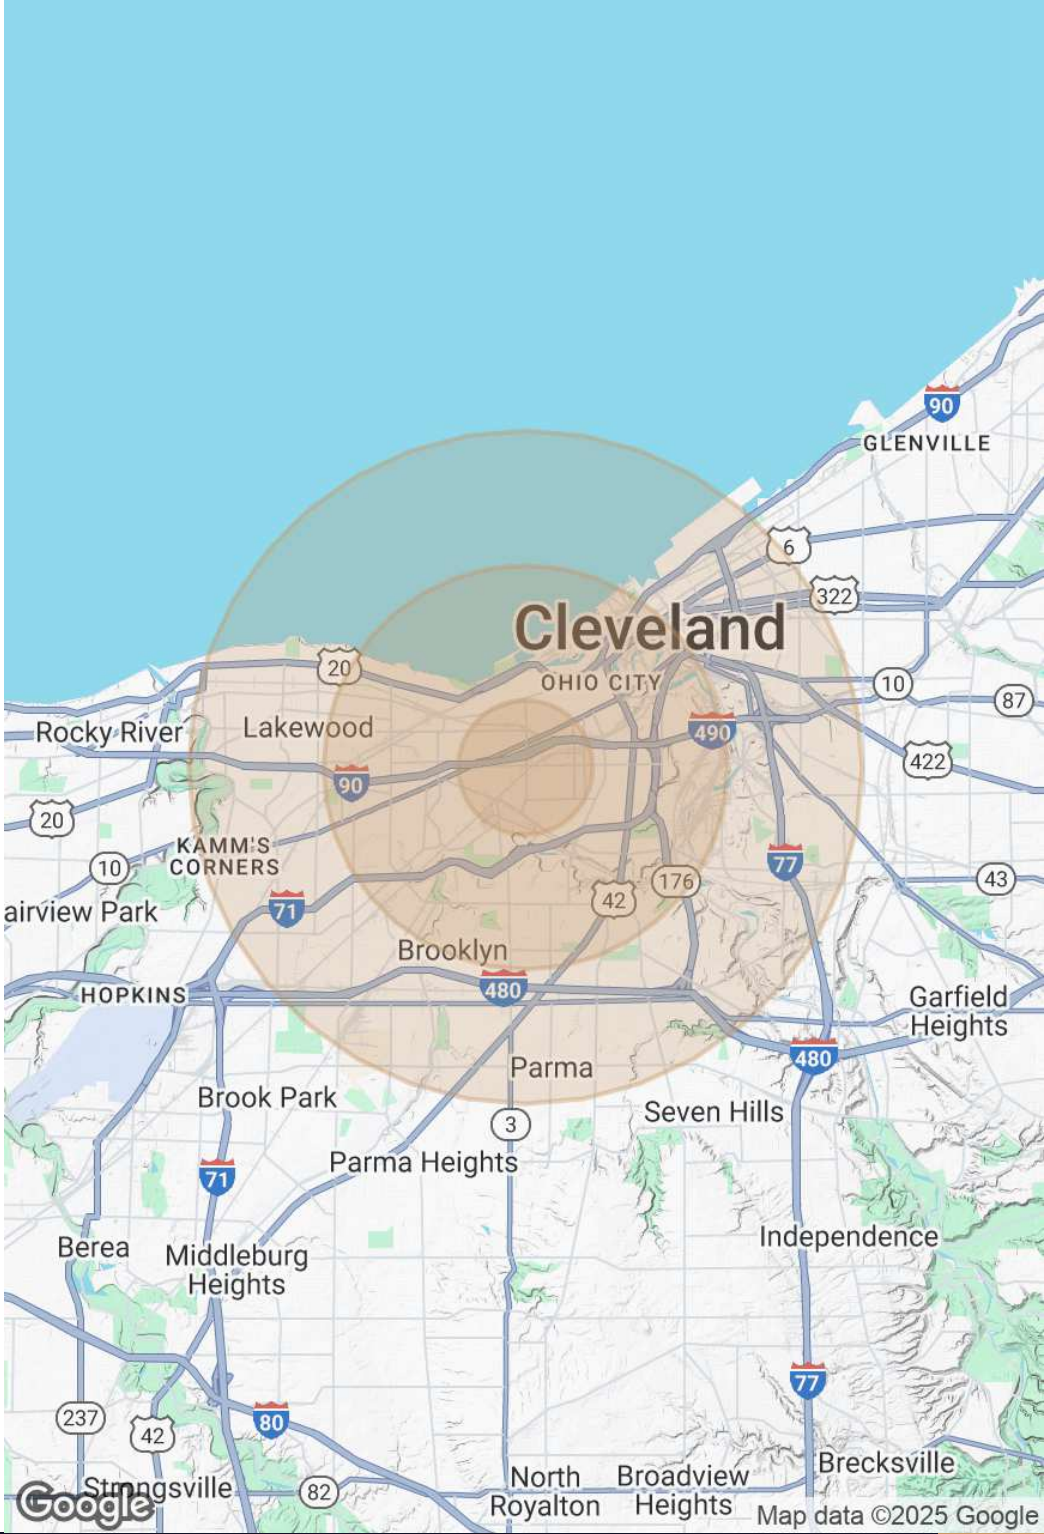 90
GLENVILLE
6
322
Cleveland
20
OHIO CITY
10
87
Rocky River
Lakewood
490
422
90
20
KAMM'S
CORNERS
10
77
43
176
42
71
airview Park
Brooklyn
480
HOPKINS
Garfield
Heights
480
Parma
Brook Park
Seven Hills
3
Parma Heights
71
Independence
Berea
Middleburg
Heights
77
237
80
42
Brecksville
Strongsville
82
North
Royalton
Broadview
Heights
Google
Map data ©2025 Google